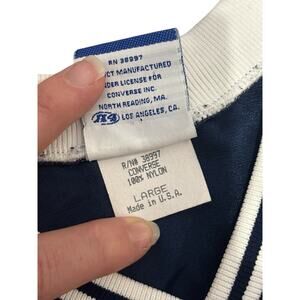 RN 38997
CT MANUFACTURED
DER LICENSE FOR
CONVERSE INC.
NORTH READING, MA.
LOS ANGELES, CA.
R/N# 38997
CONVERSE
100% NYLON
LARGE
MADE IN
U.S.A.